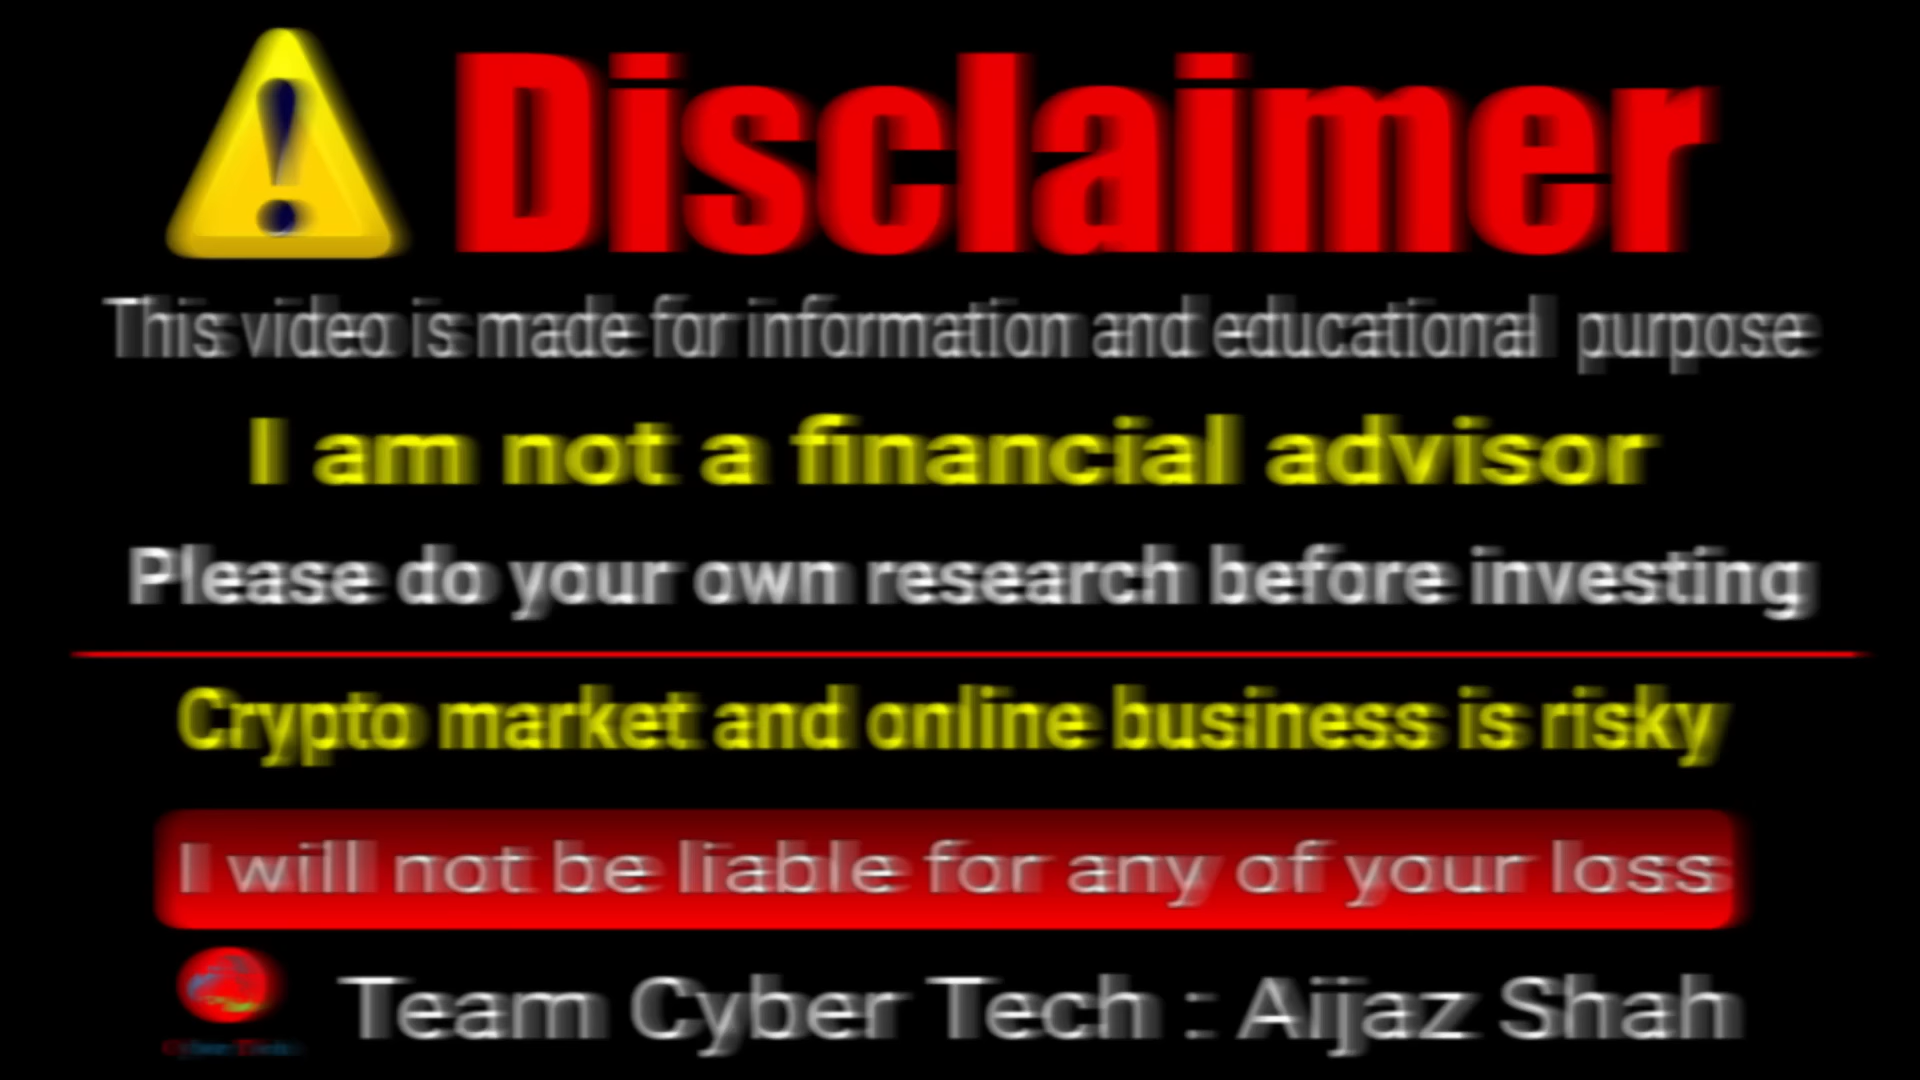 Disclaimer
This video is made for information and educational purpose
I am not a financial advisor
Please do your own research before investing
Crypto market and online business is risky
I will not be liable for any of your loss
Team Cyber Tech : Aijaz Shah
Cyber Tech